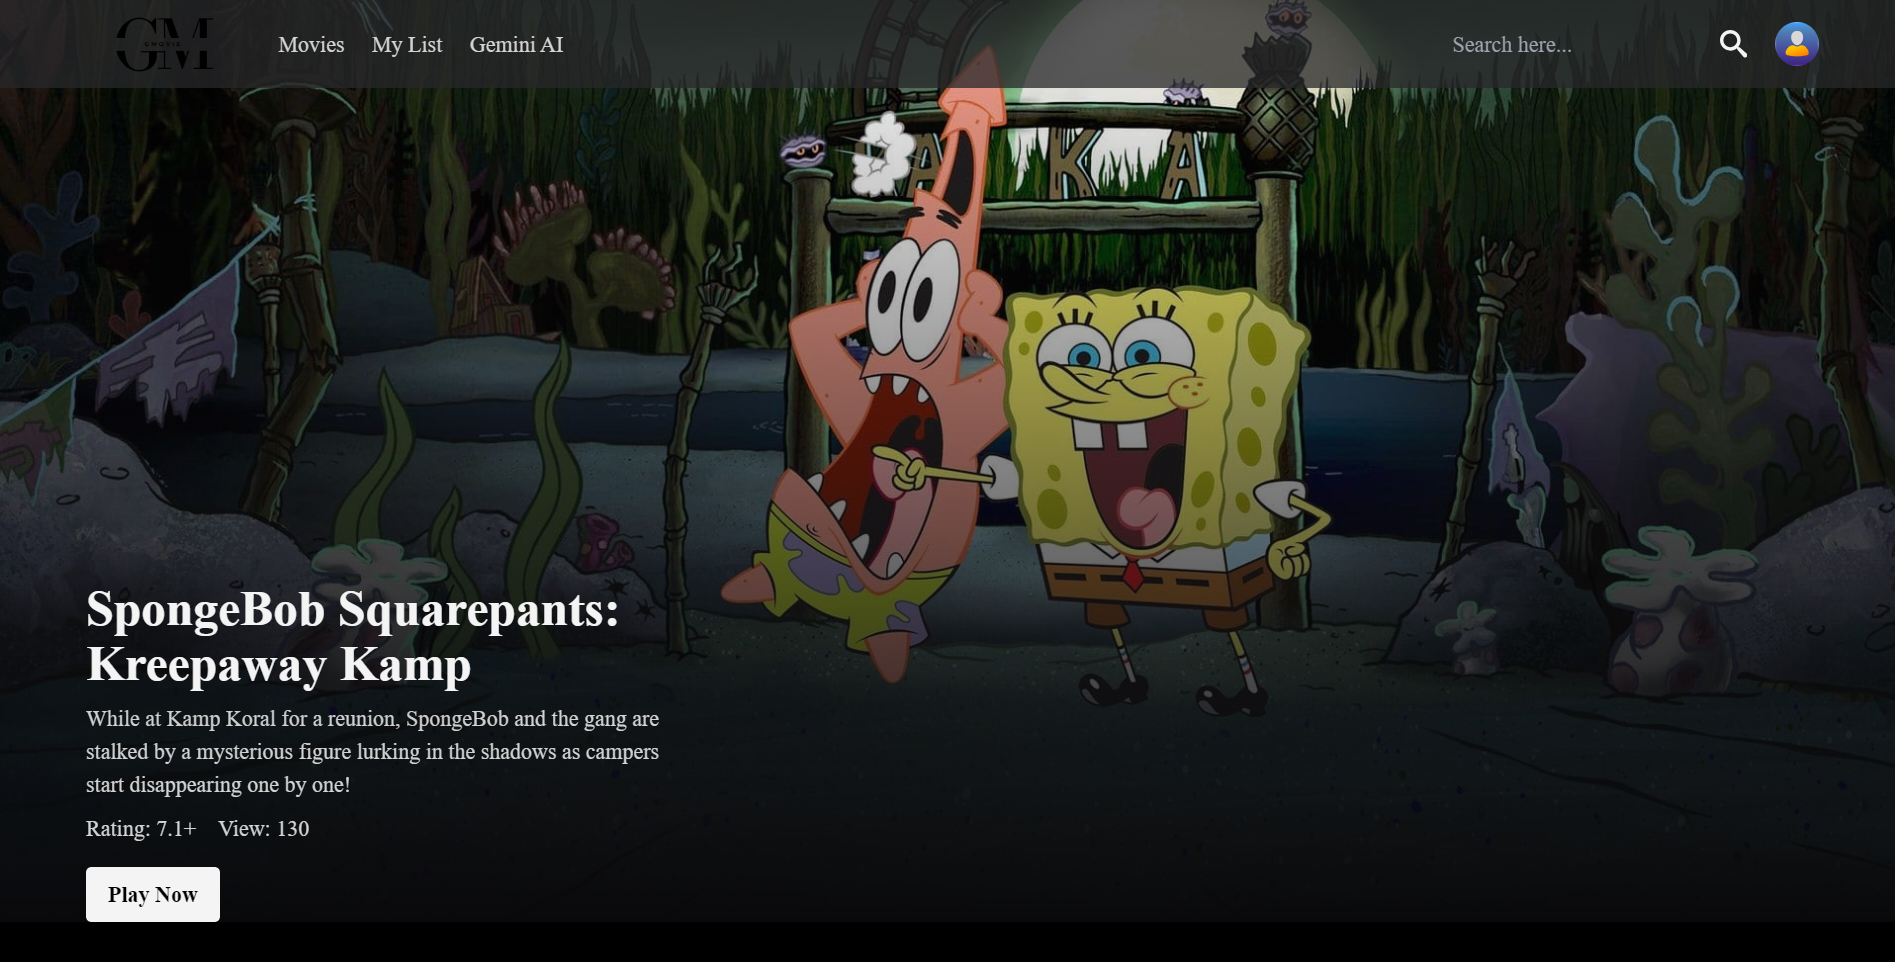 GM
GMOVIE
Movies
My List
Gemini AI
Search here...
A K A
SpongeBob Squarepants:
Kreepaway Kamp
While at Kamp Koral for a reunion, SpongeBob and the gang are
stalked by a mysterious figure lurking in the shadows as campers
start disappearing one by one!
Rating: 7.1+ View: 130
Play Now